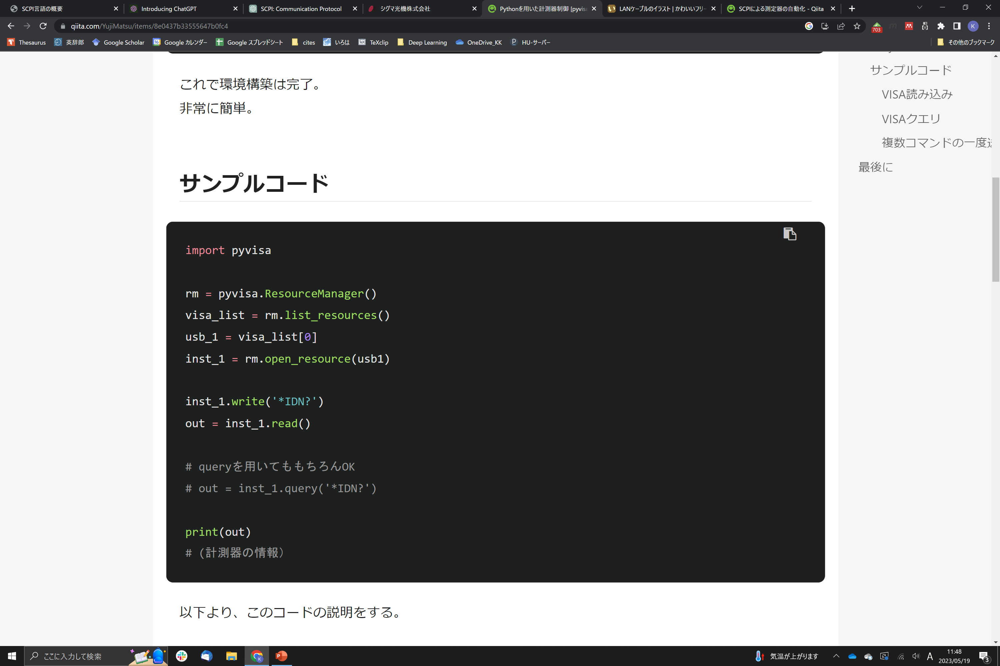 SCPI言語の概要
Introducing ChatGPT
SCPI: Communication Protocol
シグマ光機株式会社
Pythonを用いた計測器制御 [pyvisa
LANケーブルのイラスト | かわいいフリー
SCPIによる測定器の自動化 - Qiita
qiita.com/YujiMatsu/items/8e0437b33555647b0fc4
703
K
Thesaurus
英辞郎
Google Scholar
16
Google カレンダー
Google スプレッドシート
cites
いろは
TeX
TeXclip
Deep Learning
OneDrive_KK
P
HU-サーバー
その他のブックマーク
これで環境構築は完了。
非常に簡単。
サンプルコード
import pyvisa
rm = pyvisa.ResourceManager()
visa_list = rm.list_resources()
usb_1 = visa_list[0]
inst_1 = rm.open_resource(usb1)
inst_1.write('*IDN?')
out = inst_1.read()
# queryを用いてももちろんOK
# out = inst_1.query('*IDN?')
print(out)
# (計測器の情報）
以下より、このコードの説明をする。
サンプルコード
VISA読み込み
VISAクエリ
複数コマンドの一度送
最後に
ここに入力して検索
気温が上がります
A
11:48
2023/05/19
3